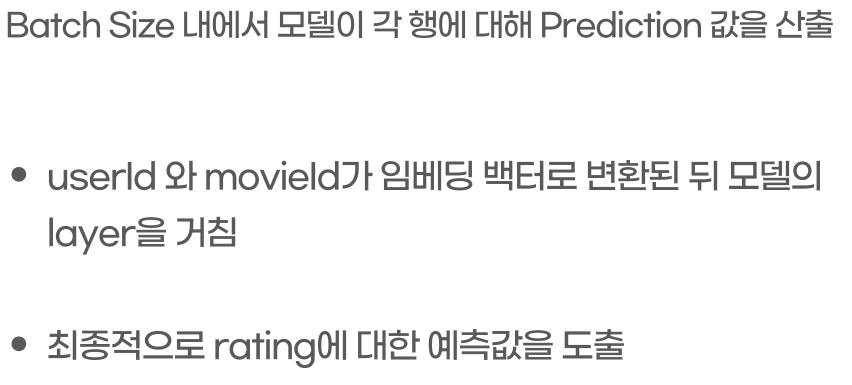 Batch Size 내에서 모델이 각 행에 대해 Prediction 값을 산출
• userId 와 movieId가 임베딩 백터로 변환된 뒤 모델의
layer을 거침
• 최종적으로 rating에 대한 예측값을 도출